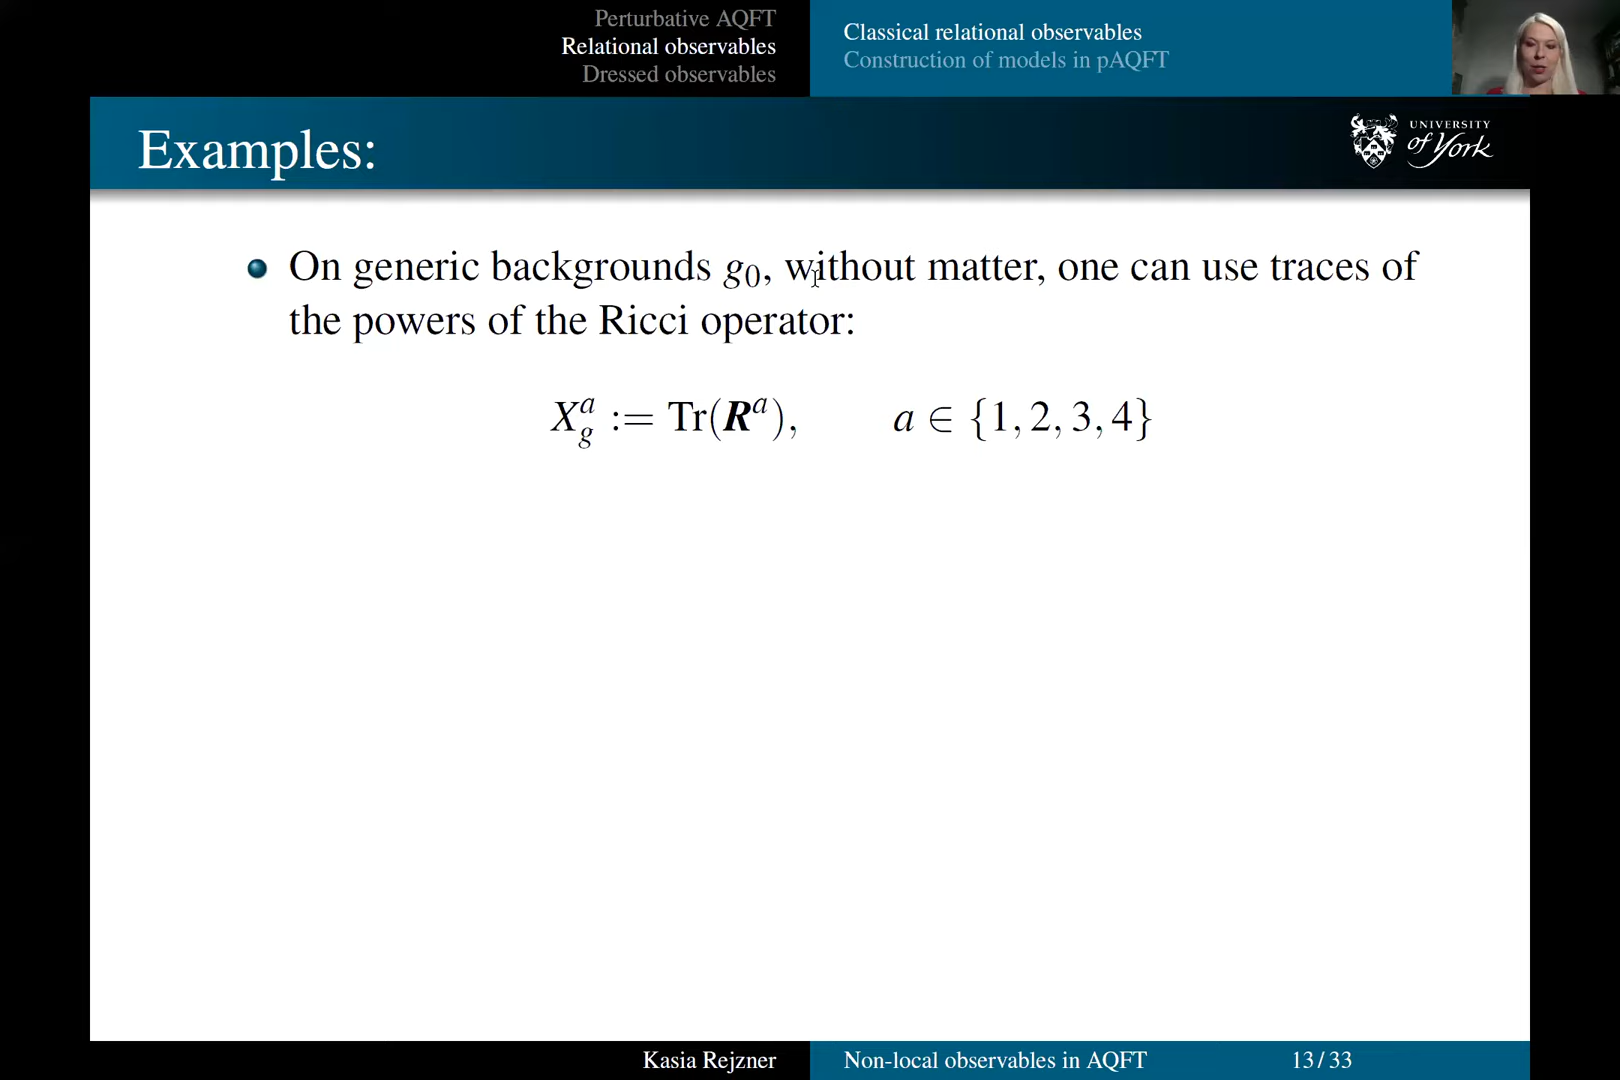 Perturbative AQFT
Relational observables
Dressed observables
Classical relational observables
Construction of models in pAQFT
Examples:
UNIVERSITY
of York
On generic backgrounds g₀, without matter, one can use traces of
the powers of the Ricci operator:
X_g^a := Tr(R^a), a ∈ {1, 2, 3, 4}
Kasia Rejzner
Non-local observables in AQFT
13 / 33